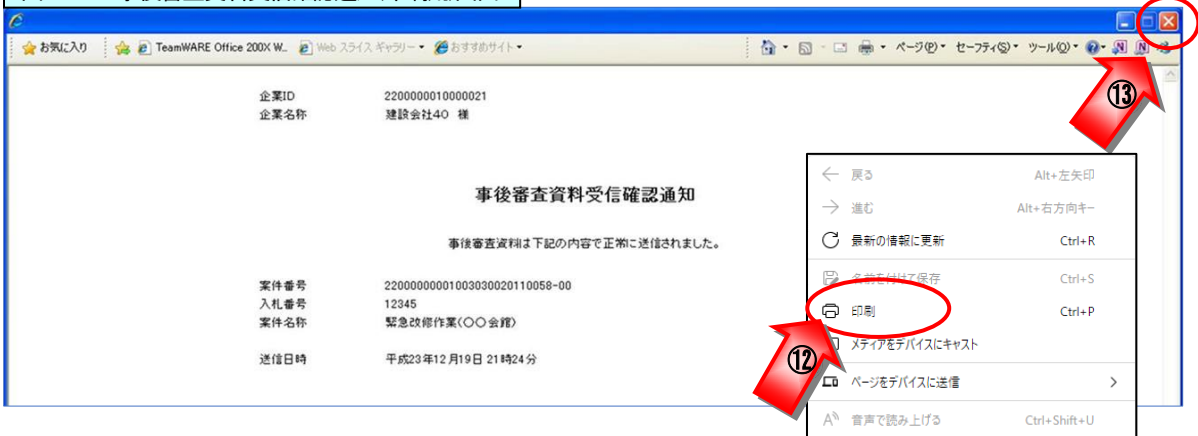 お気に入り TeamWARE Office 200X W... Web スライス ギャラリー おすすめサイト ページ(P) セーフティ(S) ツール(O)
企業ID 2200000010000021
企業名称 建設会社40 様
事後審査資料受信確認通知
事後審査資料は下記の内容で正常に送信されました。
案件番号 22000000001003030020110058-00
入札番号 12345
案件名称 緊急改修作業(〇〇会館)
送信日時 平成23年12月19日 21時24分
⑬
戻る Alt+左矢印
進む Alt+右方向キー
最新の情報に更新 Ctrl+R
名前を付けて保存 Ctrl+S
印刷 Ctrl+P
メディアをデバイスにキャスト
⑫
ページをデバイスに送信
音声で読み上げる Ctrl+Shift+U